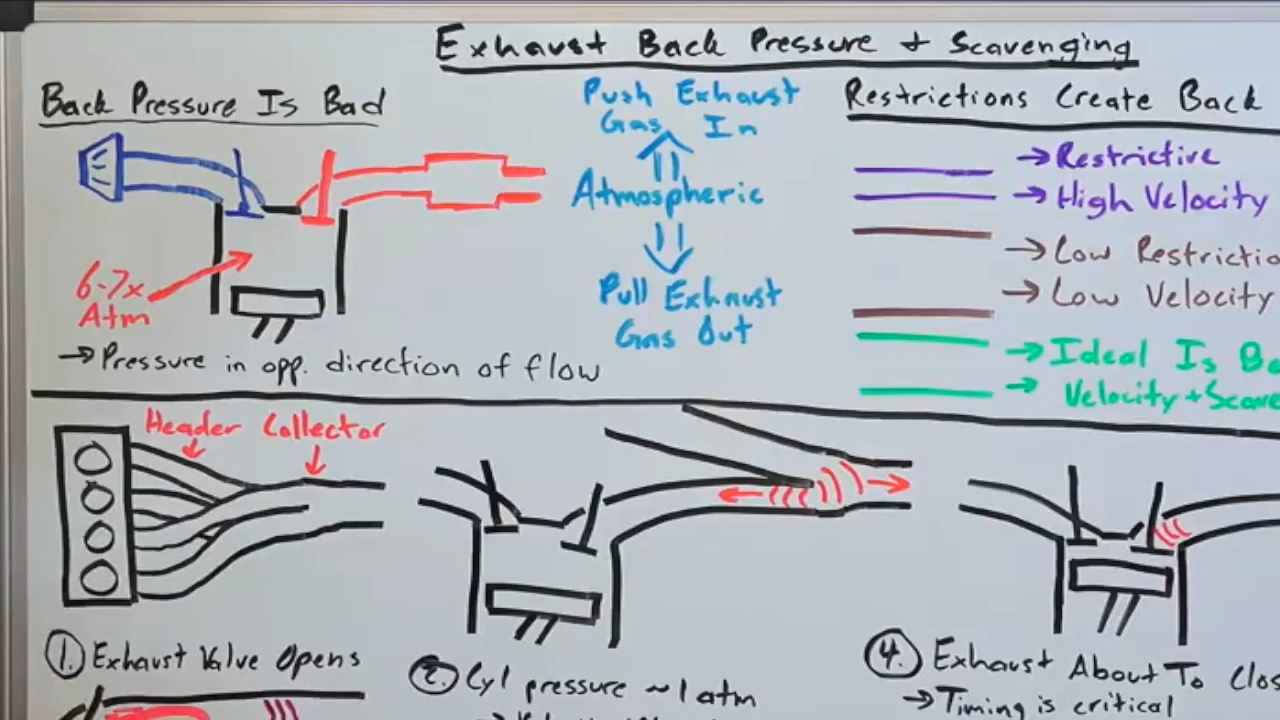 Exhaust Back Pressure + Scavenging
Back Pressure Is Bad
6-7x
Atm
→ Pressure in opp. direction of flow
Push Exhaust
Gas In
Atmospheric
Pull Exhaust
Gas Out
Restrictions Create Back
→ Restrictive
→ High Velocity
→ Low Restrictio
→ Low Velocity
→ Ideal Is Ba
→ Velocity + Scave
Header Collector
1. Exhaust Valve Opens
2. Cyl pressure ~1 atm
4. Exhaust About To Clos
→ Timing is critical